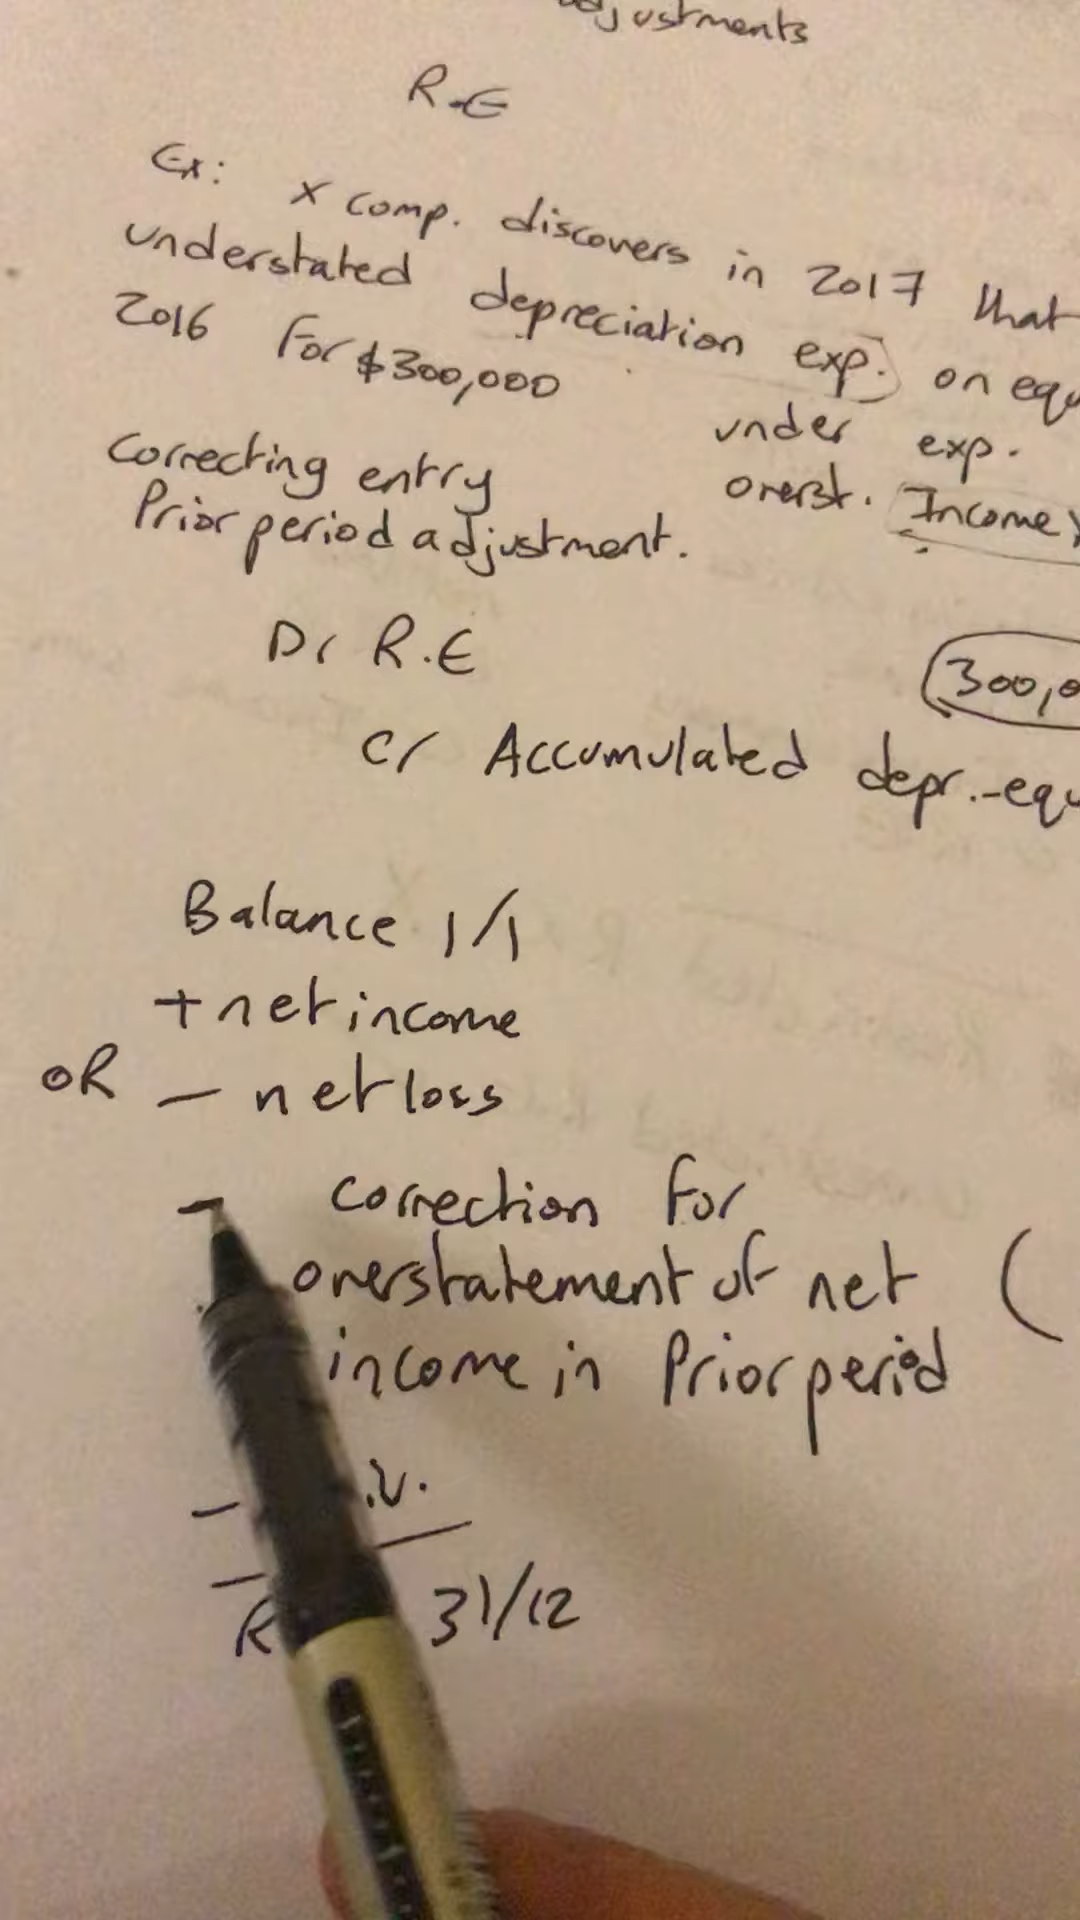 adjustments
R.E
Ex: X comp. discovers in 2017 that
understated depreciation exp. on equ
2016 For $300,000
under exp.
overst. Income
Correcting entry
Prior period adjustment.
Dr R.E
300,0
Cr Accumulated depr.-equ
Balance 1/1
+ net income
OR - net loss
- correction For
overstatement of net (
income in Prior period
-
- 31/12